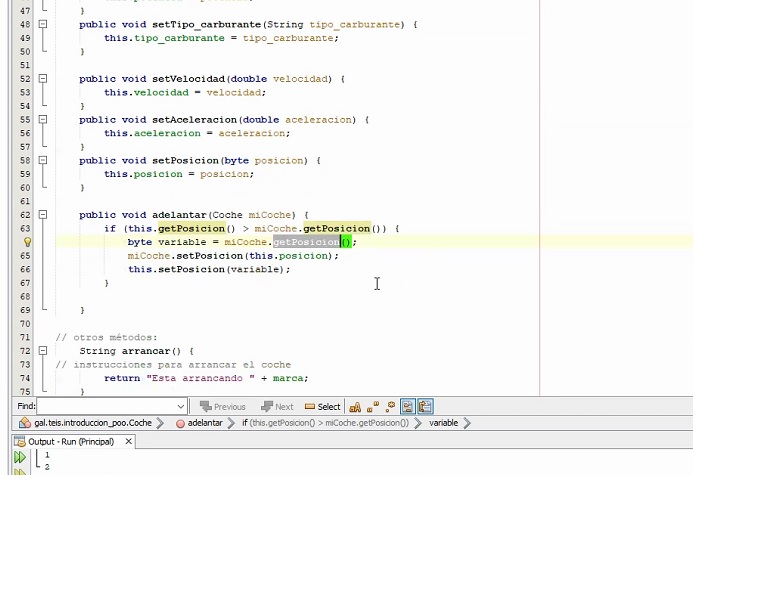 47 }
48 public void setTipo_carburante(String tipo_carburante) {
49 this.tipo_carburante = tipo_carburante;
50 }
51
52 public void setVelocidad(double velocidad) {
53 this.velocidad = velocidad;
54 }
55 public void setAceleracion(double aceleracion) {
56 this.aceleracion = aceleracion;
57 }
58 public void setPosicion(byte posicion) {
59 this.posicion = posicion;
60 }
61
62 public void adelantar(Coche miCoche) {
63 if (this.getPosicion() > miCoche.getPosicion()) {
byte variable = miCoche.getPosicion();
65 miCoche.setPosicion(this.posicion);
66 this.setPosicion(variable);
67 }
68
69 }
70
71 // otros métodos:
72 String arrancar() {
73 // instrucciones para arrancar el coche
74 return "Esta arrancando " + marca;
75 }
Find: Previous Next Select
gal.teis.introduccion_poo.Coche adelantar if (this.getPosicion() > miCoche.getPosicion()) variable
Output - Run (Principal) ×
1
2